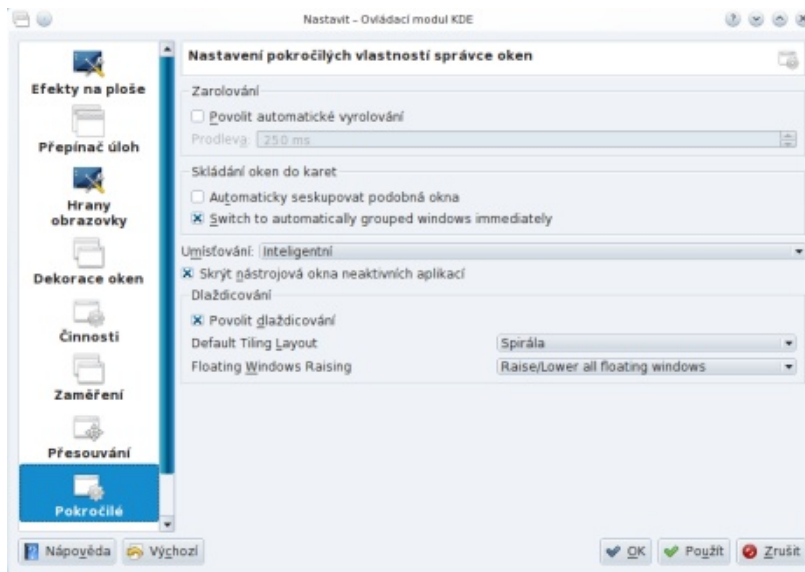 Nastavit – Ovládací modul KDE
Efekty na ploše
Přepínač úloh
Hrany
obrazovky
Dekorace oken
Činnosti
Zaměření
Přesouvání
Pokročilé
Nastavení pokročilých vlastností správce oken
Zarolování
Povolit automatické vyrolování
Prodleva: 250 ms
Skládání oken do karet
Automaticky seskupovat podobná okna
Switch to automatically grouped windows immediately
Umisťování: Inteligentní
Skrýt nástrojová okna neaktivních aplikací
Dlaždicování
Povolit dlaždicování
Default Tiling Layout Spirála
Floating Windows Raising Raise/Lower all floating windows
Nápověda Výchozí OK Použít Zrušit